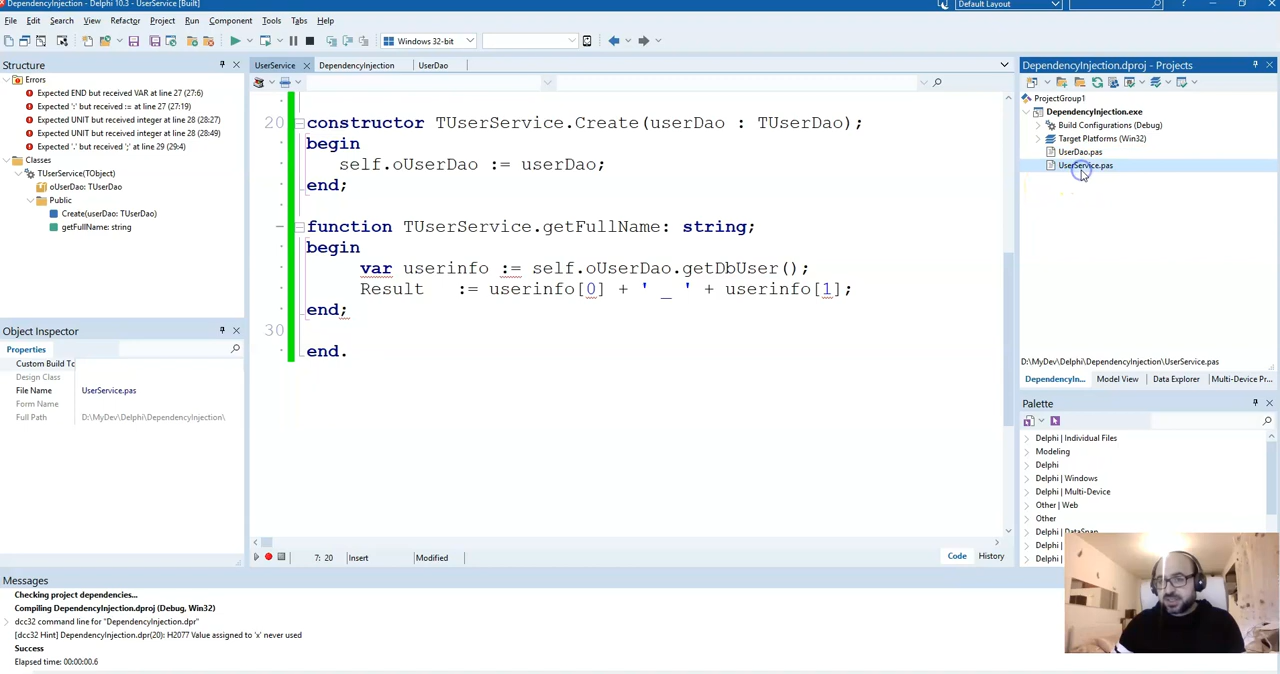 DependencyInjection - Delphi 10.3 - UserService [Built]
Default Layout
File Edit Search View Refactor Project Run Component Tools Tabs Help
Windows 32-bit
Structure
Errors
Expected END but received VAR at line 27 (27:6)
Expected ':' but received := at line 27 (27:19)
Expected UNIT but received integer at line 28 (28:27)
Expected UNIT but received integer at line 28 (28:49)
Expected '.' but received ';' at line 29 (29:4)
Classes
TUserService(TObject)
oUserDao: TUserDao
Public
Create(userDao: TUserDao)
getFullName: string
Object Inspector
Properties
Custom Build Tc
Design Class
File Name UserService.pas
Form Name
Full Path D:\MyDev\Delphi\DependencyInjection\
UserService DependencyInjection UserDao
20 constructor TUserService.Create(userDao : TUserDao);
begin
self.oUserDao := userDao;
end;
function TUserService.getFullName: string;
begin
var userinfo := self.oUserDao.getDbUser();
Result := userinfo[0] + ' _ ' + userinfo[1];
end;
30
end.
7: 20 Insert Modified Code History
DependencyInjection.dproj - Projects
ProjectGroup1
DependencyInjection.exe
Build Configurations (Debug)
Target Platforms (Win32)
UserDao.pas
UserService.pas
D:\MyDev\Delphi\DependencyInjection\UserService.pas
DependencyIn... Model View Data Explorer Multi-Device Pr...
Palette
Delphi | Individual Files
Modeling
Delphi
Delphi | Windows
Delphi | Multi-Device
Other | Web
Other
Delphi | DataSnap
Delphi |
Delphi |
Messages
Checking project dependencies...
Compiling DependencyInjection.dproj (Debug, Win32)
dcc32 command line for "DependencyInjection.dpr"
[dcc32 Hint] DependencyInjection.dpr(20): H2077 Value assigned to 'x' never used
Success
Elapsed time: 00:00:00.6